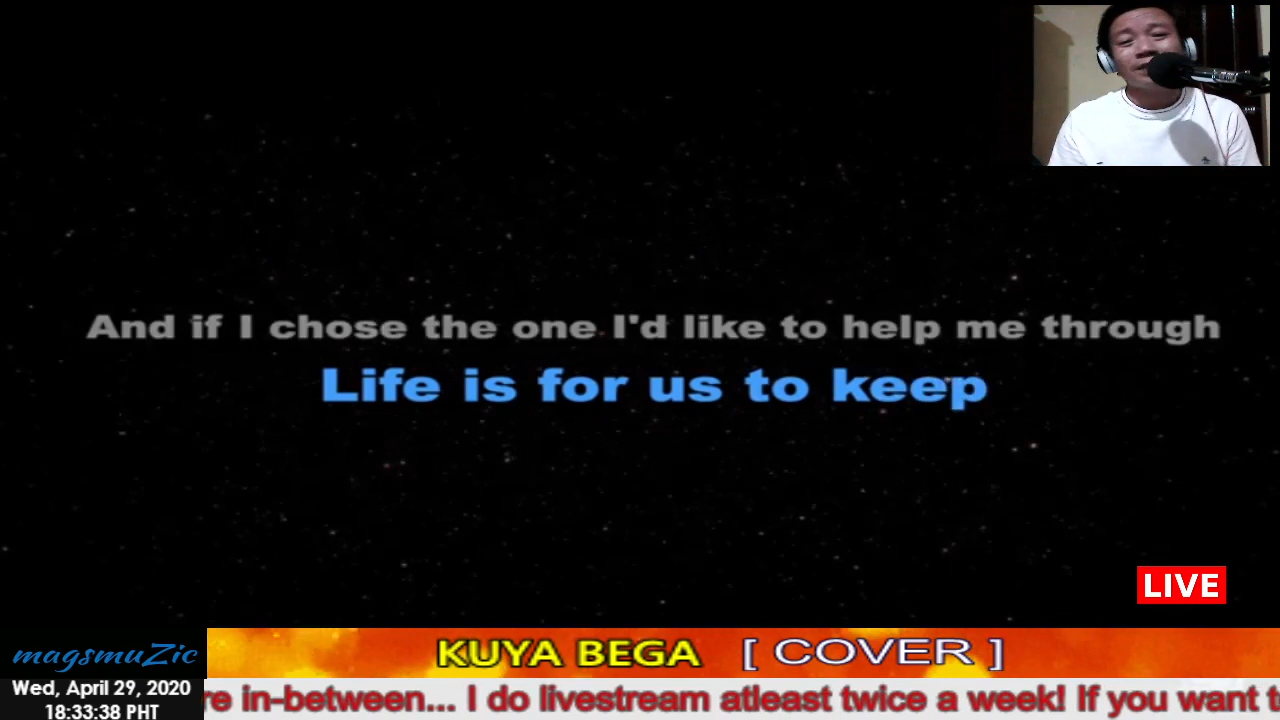 And if I chose the one I'd like to help me through
Life is for us to keep
LIVE
KUYA BEGA [ COVER ]
magsmuZic
Wed, April 29, 2020
18:33:38 PHT
re in-between... I do livestream atleast twice a week! If you want t